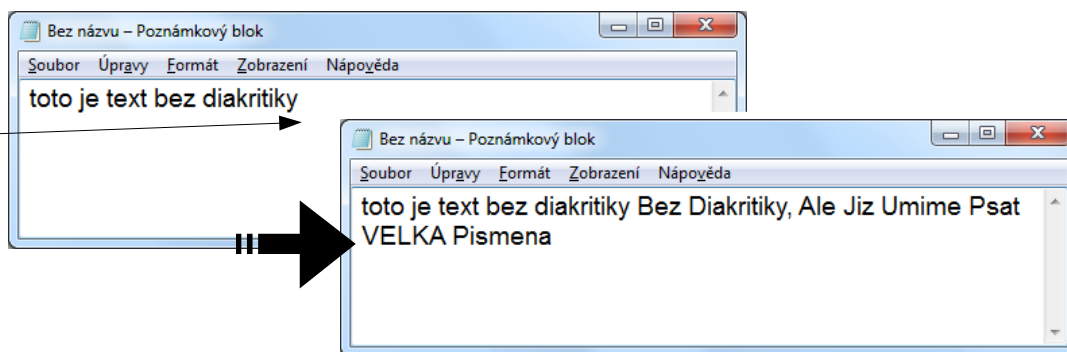 Bez názvu – Poznámkový blok
Soubor Úpravy Formát Zobrazení Nápověda
toto je text bez diakritiky
Bez názvu – Poznámkový blok
Soubor Úpravy Formát Zobrazení Nápověda
toto je text bez diakritiky Bez Diakritiky, Ale Jiz Umime Psat
VELKA Pismena